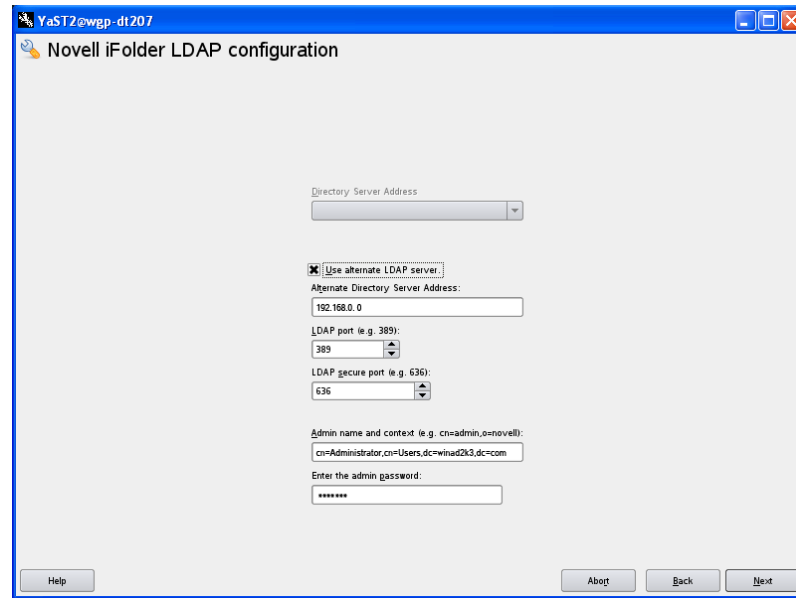 YaST2@wgp-dt207
Novell iFolder LDAP configuration
Directory Server Address
Use alternate LDAP server.
Alternate Directory Server Address:
192.168.0. 0
LDAP port (e.g. 389):
389
LDAP secure port (e.g. 636):
636
Admin name and context (e.g. cn=admin,o=novell):
cn=Administrator,cn=Users,dc=winad2k3,dc=com
Enter the admin password:
*******
Help
Abort
Back
Next